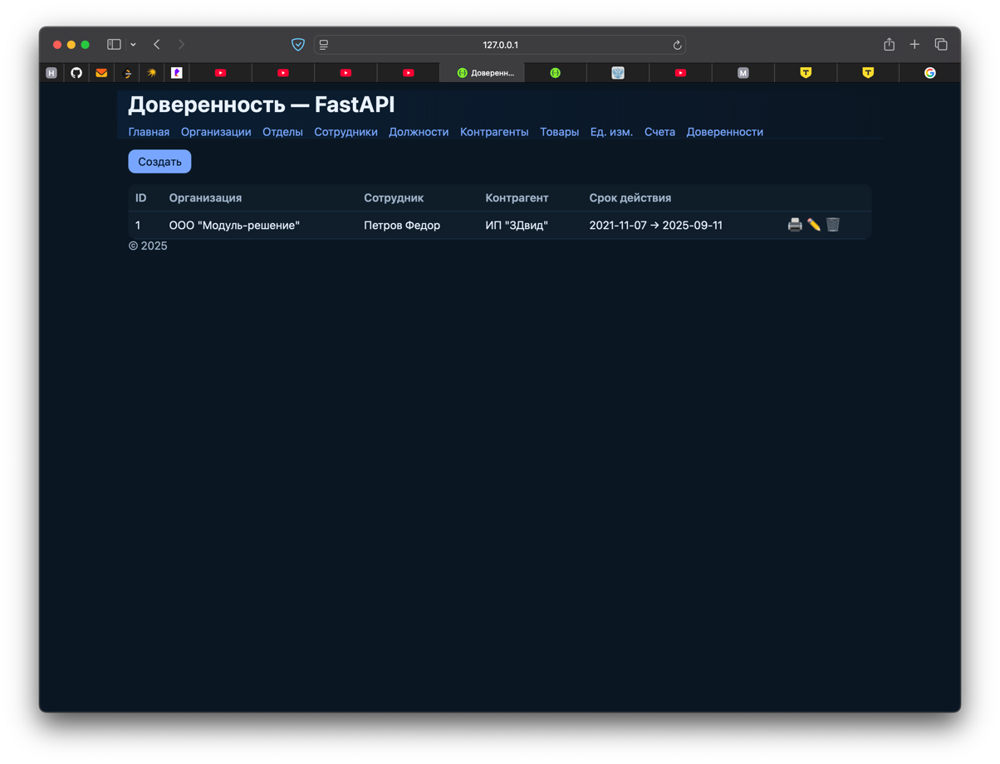 127.0.0.1
H
Доверенн...
M
T
T
G
Доверенность — FastAPI
Главная Организации Отделы Сотрудники Должности Контрагенты Товары Ед. изм. Счета Доверенности
Создать
ID Организация Сотрудник Контрагент Срок действия
1 ООО "Модуль-решение" Петров Федор ИП "ЗДвид" 2021-11-07 → 2025-09-11
© 2025